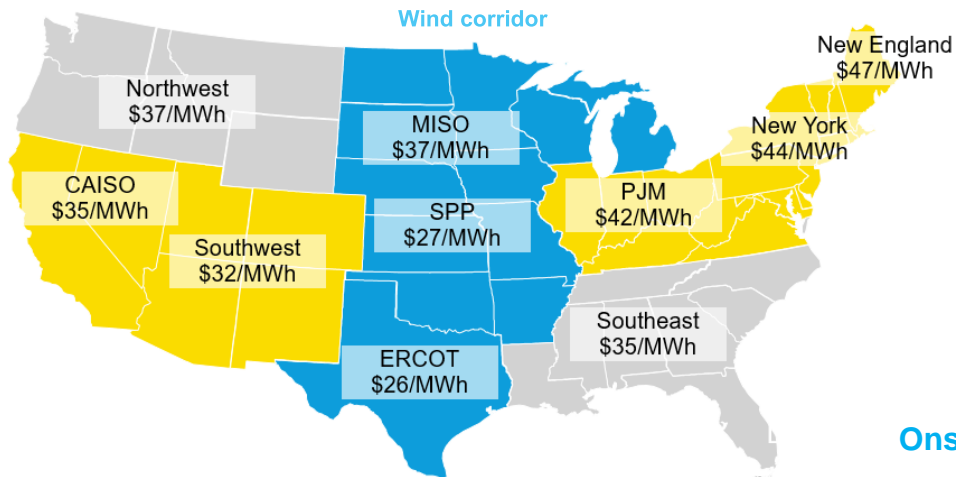 Wind corridor
New England
$47/MWh
Northwest
$37/MWh
MISO
$37/MWh
New York
$44/MWh
CAISO
$35/MWh
PJM
$42/MWh
SPP
$27/MWh
Southwest
$32/MWh
Southeast
$35/MWh
ERCOT
$26/MWh
Ons